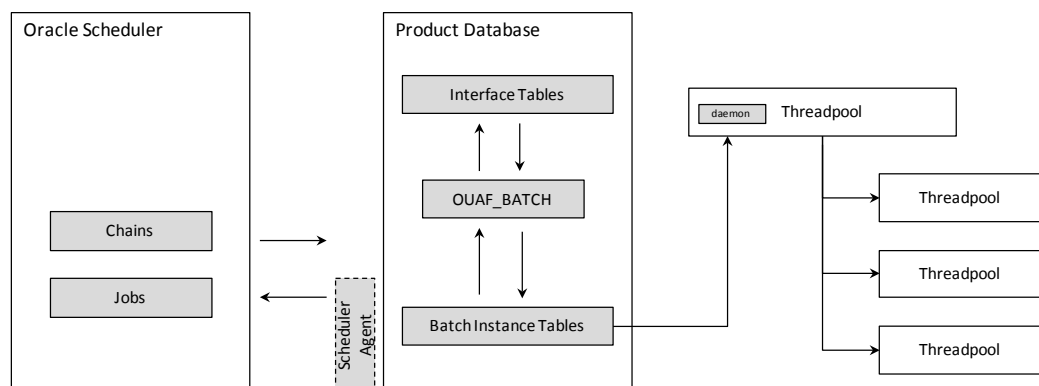 Oracle Scheduler
Chains
Jobs
Scheduler
Agent
Product Database
Interface Tables
OUAF_BATCH
Batch Instance Tables
daemon
Threadpool
Threadpool
Threadpool
Threadpool